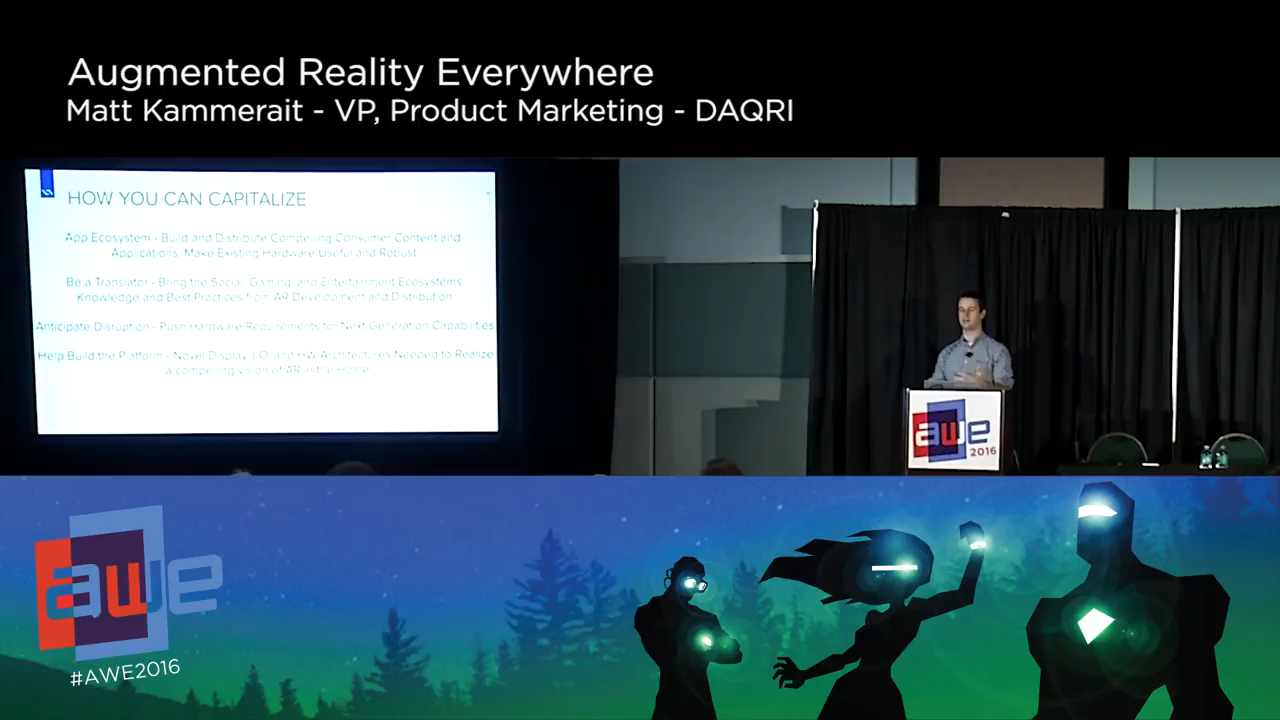 Augmented Reality Everywhere
Matt Kammerait - VP, Product Marketing - DAQRI
HOW YOU CAN CAPITALIZE
App Ecosystem - Build and Distribute Compelling Consumer Content and
Applications. Make Existing Hardware Useful and Robust
Be a Translator - Bring the Social, Gaming, and Entertainment Ecosystems
Knowledge and Best Practices from AR Development and Distribution
Anticipate Disruption - Push Hardware Requirements for Next Generation Capabilities
Help Build the Platform - Novel Display, I.O. and HW Architectures Needed to Realize
a compelling vision of AR in the Home
awe
2016
awe
#AWE2016